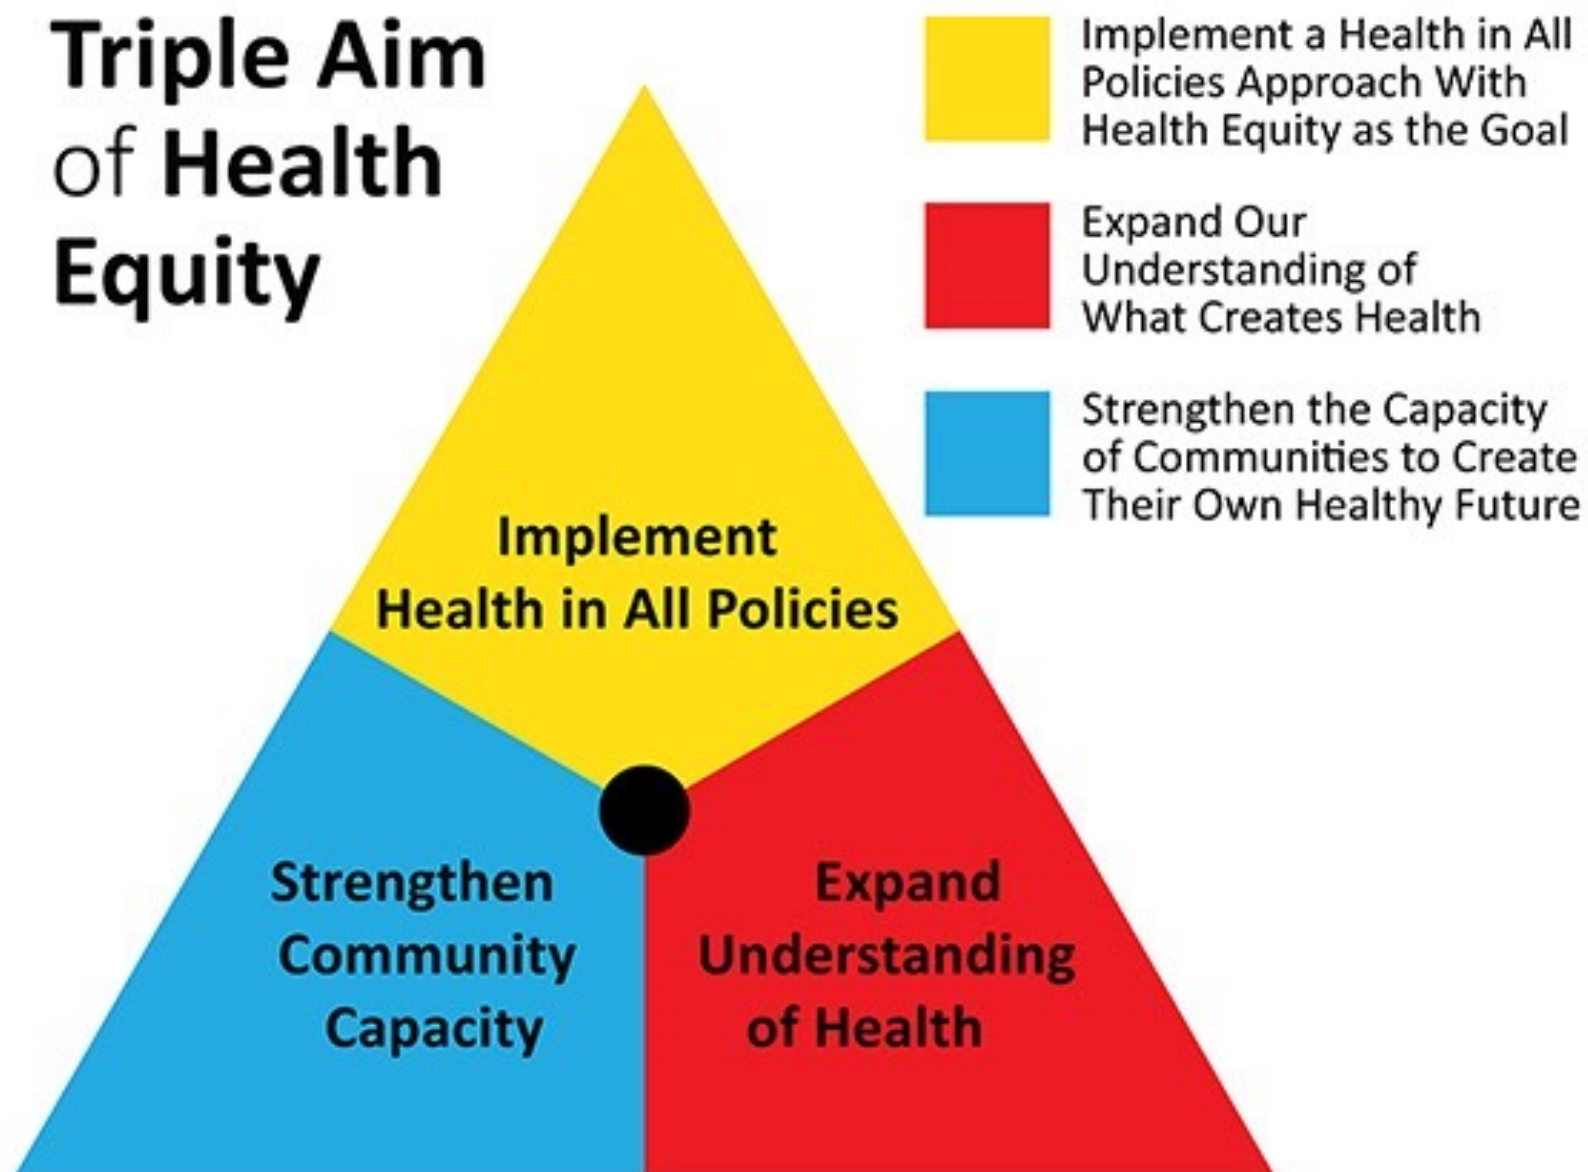 Triple Aim
of Health
Equity
Implement a Health in All
Policies Approach With
Health Equity as the Goal
Expand Our
Understanding of
What Creates Health
Strengthen the Capacity
of Communities to Create
Their Own Healthy Future
Implement
Health in All Policies
Strengthen
Community
Capacity
Expand
Understanding
of Health